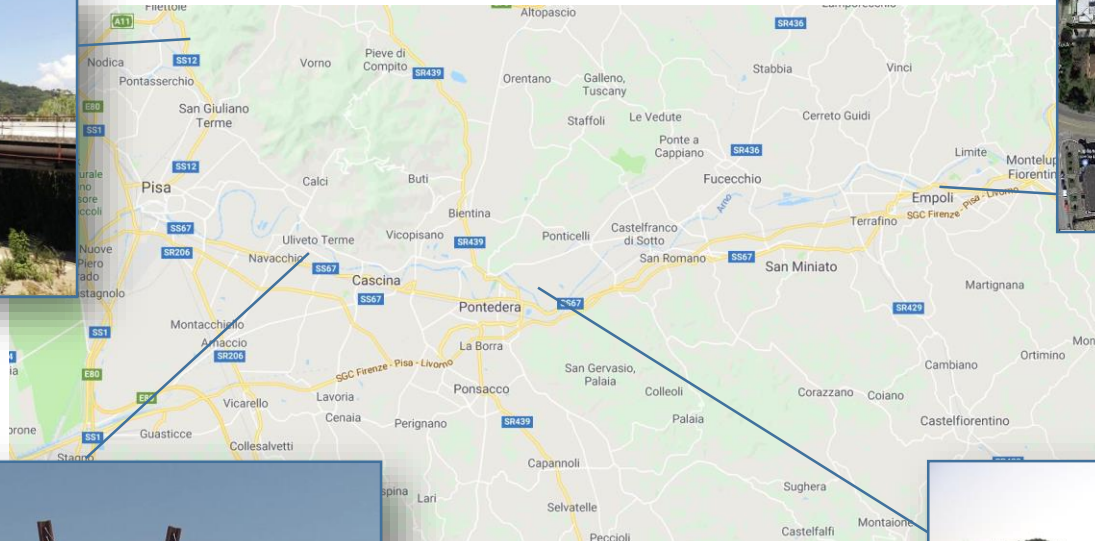 Filettole
Altopascio
A11
SR436
Nodica
SS12
Vorno
Pieve di
Compito
SR439
Orentano
Galleno,
Tuscany
Stabbia
Vinci
Pontasserchio
E80
SS1
San Giuliano
Terme
Staffoli
Le Vedute
Cerreto Guidi
Ponte a
Cappiano
SR436
Limite
SS12
Pisa
Calci
Buti
Fucecchio
Arno
Empoli
SGC Firenze - Pisa - Livorno
Bientina
Terrafino
SS67
SR206
Uliveto Terme
Vicopisano
SR439
Ponticelli
Castelfranco
di Sotto
Nuove
Piero
Navacchio
SS67
San Romano
SS67
San Miniato
Cascina
SS67
Pontedera
SS67
Martignana
SR429
SS1
Montacchiello
Arnaccio
SR206
La Borra
Ortimino
SGC Firenze - Pisa - Livorno
San Gervasio,
Palaia
Cambiano
E80
Ponsacco
Colleoli
Corazzano
Coiano
Vicarello
Lavoria
Cenaia
Perignano
SR439
Palaia
Castelfiorentino
SS1
Guasticce
Collesalvetti
Stagno
Capannoli
Lari
Sughera
Selvatelle
Montaione
Castelfalfi
Peccioli